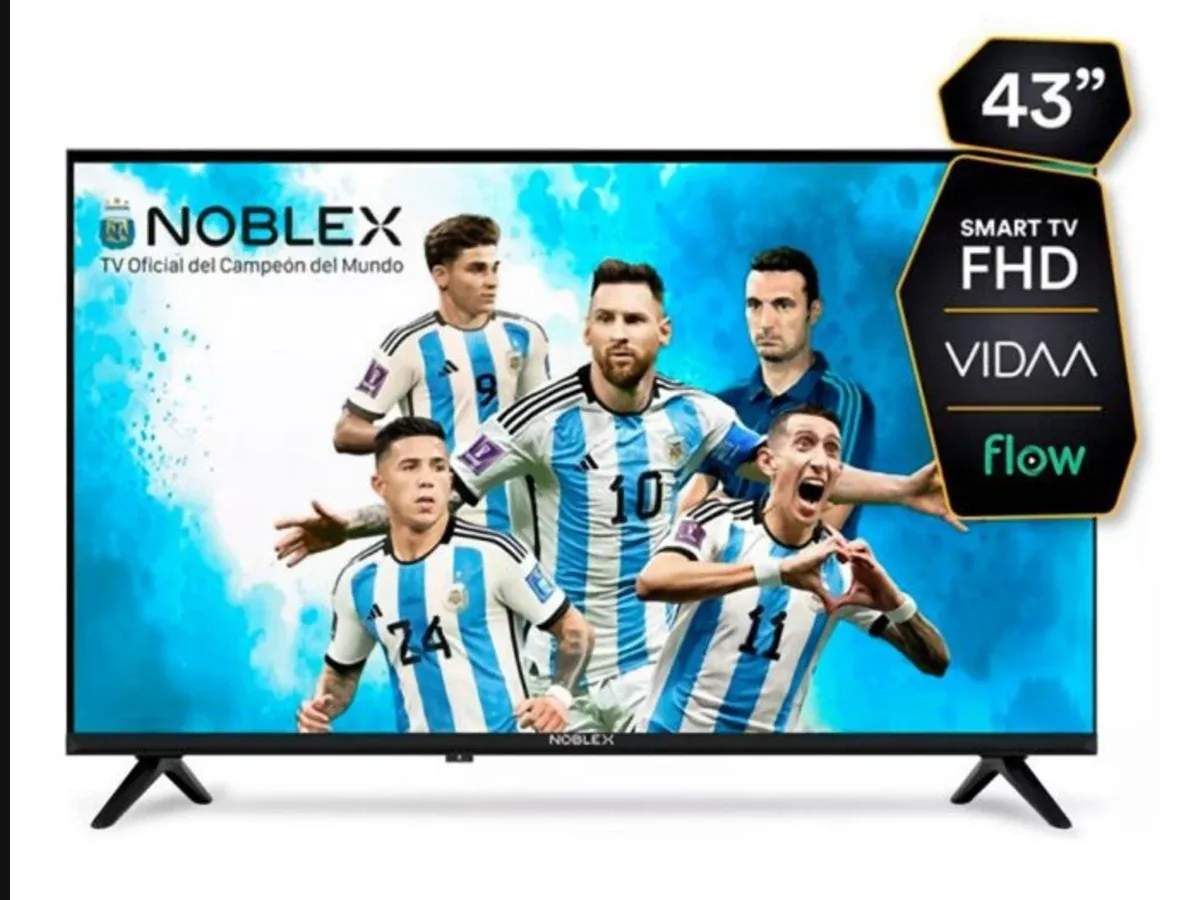 43”
SMART TV
FHD
VIDAA
flow
NOBLEX
TV Oficial del Campeón del Mundo
9
10
24
11
NOBLEX